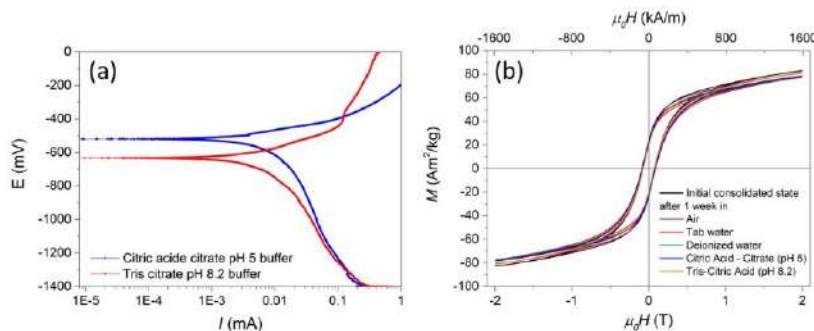 (a)
E (mV)
0
-200
-400
-600
-800
-1000
-1200
-1400
Citric acide citrate pH 5 buffer
Tris citrate pH 8.2 buffer
1E-5 1E-4 1E-3 0.01 0.1 1
I (mA)
μ₀H (kA/m)
-1600 -800 0 800 1600
(b)
M (Am²/kg)
100
80
60
40
20
0
-20
-40
-60
-80
-100
Initial consolidated state
after 1 week in
Air
Tab water
Deionized water
Citric Acid - Citrate (pH 5)
Tris-Citric Acid (pH 8.2)
-2 -1 0 1 2
μ₀H (T)